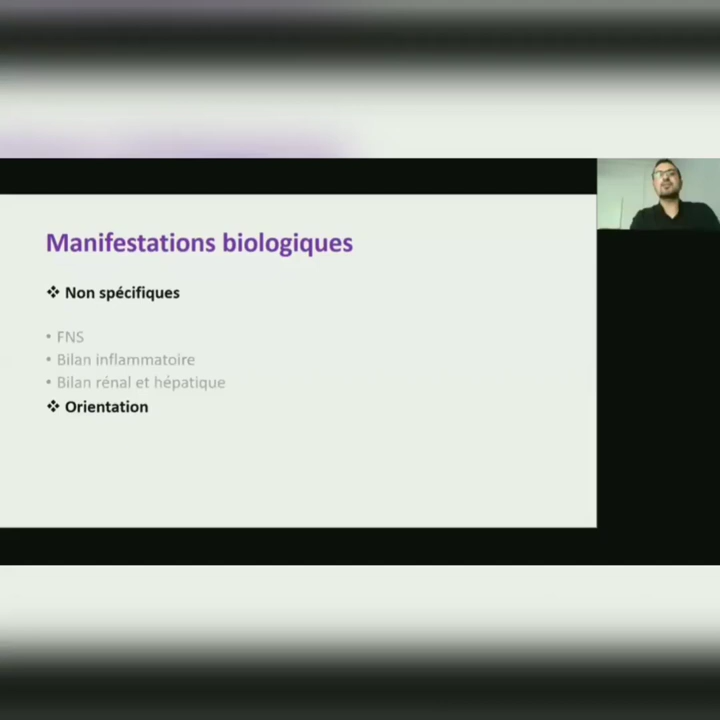 Manifestations biologiques
❖ Non spécifiques
• FNS
• Bilan inflammatoire
• Bilan rénal et hépatique
❖ Orientation